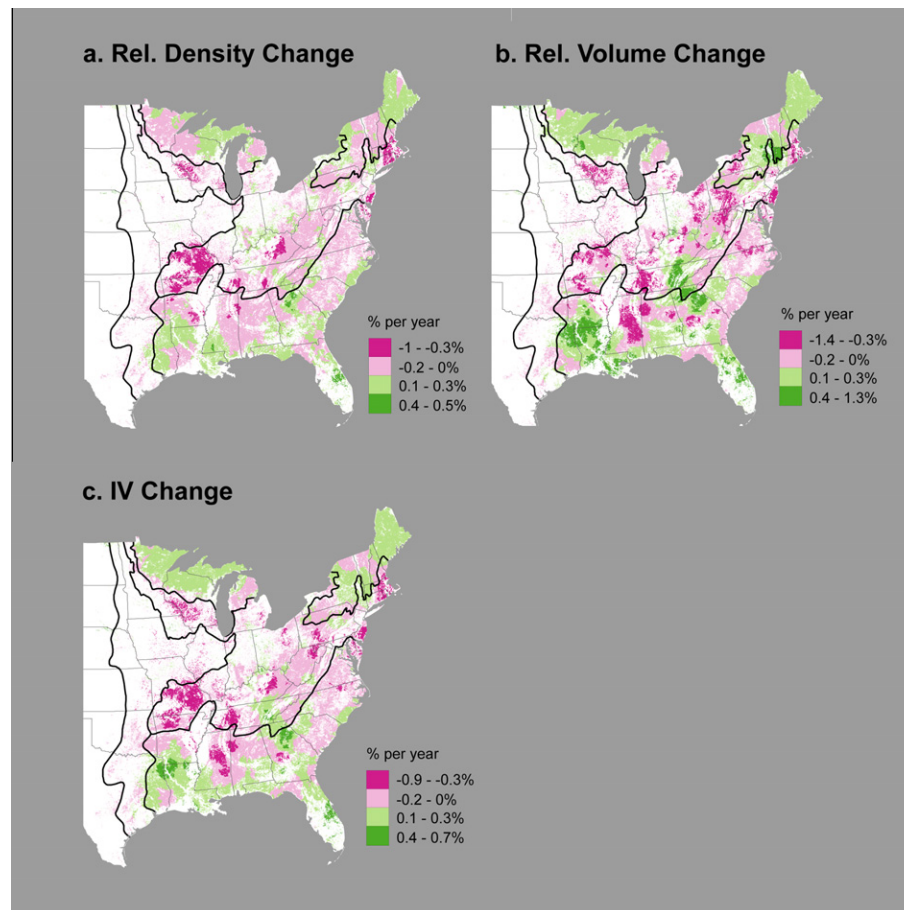 a. Rel. Density Change
b. Rel. Volume Change
% per year
-1 - -0.3%
-0.2 - 0%
0.1 - 0.3%
0.4 - 0.5%
% per year
-1.4 - -0.3%
-0.2 - 0%
0.1 - 0.3%
0.4 - 1.3%
c. IV Change
% per year
-0.9 - -0.3%
-0.2 - 0%
0.1 - 0.3%
0.4 - 0.7%